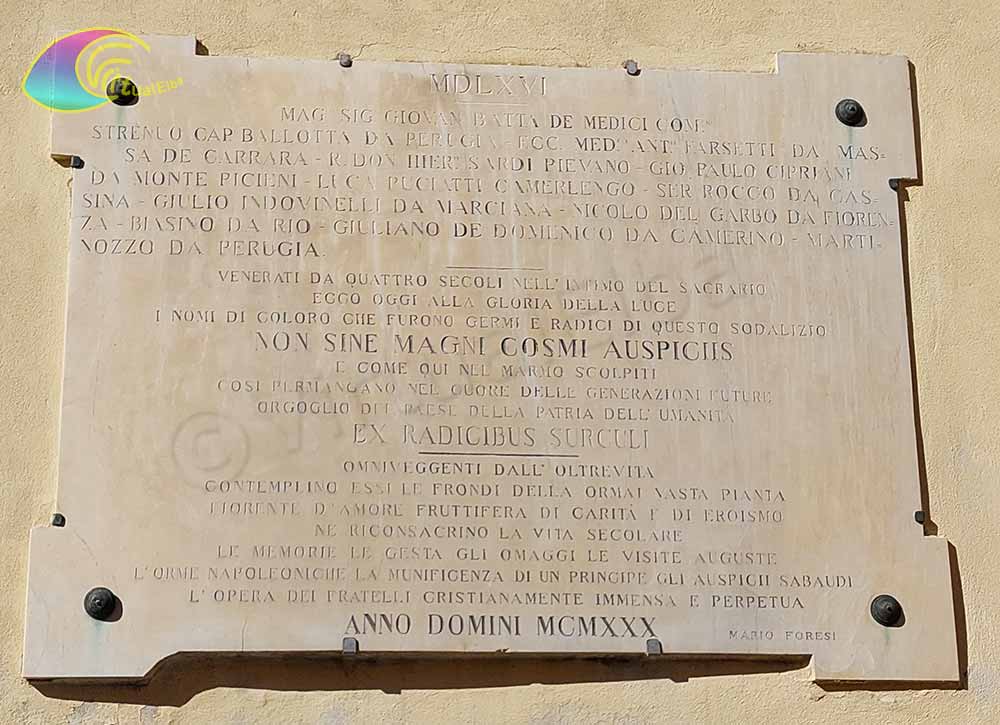 MDLXVI
MAG. SIG. GIOVAN BATTA DE MEDICI COM.º
STRENUO CAP. BALLOTTA DA PERUGIA - ECC. MED.º ANT.º FARSETTI DA MAS-
SA DE CARRARA - R. DON HIER.º SARDI PIEVANO - GIO. PAULO CIPRIANI
DA MONTE PICIENI - LUCA PUCIATTI CAMERLENGO - SER ROCCO DA CAS-
SINA - GIULIO INDOVINELLI DA MARCIANA - NICOLO DEL GARBO DA FIOREN-
ZA - BIASINO DA RIO - GIULIANO DE DOMENICO DA CAMERINO - MARTI-
NOZZO DA PERUGIA.
VENERATI DA QUATTRO SECOLI NELL'INTIMO DEL SACRARIO
ECCO OGGI ALLA GLORIA DELLA LUCE
I NOMI DI COLORO CHE FURONO GERMI E RADICI DI QUESTO SODALIZIO
NON SINE MAGNI COSMI AUSPICIIS
E COME QUI NEL MARMO SCOLPITI
COSI PERMANGANO NEL CUORE DELLE GENERAZIONI FUTURE
ORGOGLIO DEL PAESE DELLA PATRIA DELL'UMANITÀ
EX RADICIBUS SURCULI
OMNIVEGGENTI DALL'OLTREVITA
CONTEMPLINO ESSI LE FRONDI DELLA ORMAI VASTA PIANTA
FIORENTE D'AMORE FRUTTIFERA DI CARITÀ E DI EROISMO
NE RICONSACRINO LA VITA SECOLARE
LE MEMORIE LE GESTA GLI OMAGGI LE VISITE AUGUSTE
L'ORME NAPOLEONICHE LA MUNIFICENZA DI UN PRINCIPE GLI AUSPICII SABAUDI
L'OPERA DEI FRATELLI CRISTIANAMENTE IMMENSA E PERPETUA
ANNO DOMINI MCMXXX
MARIO FORESI